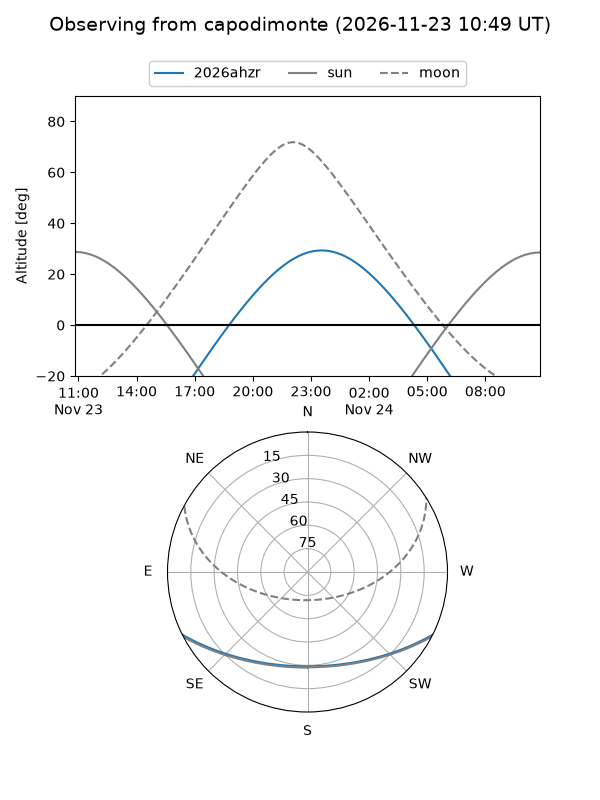 Observing from capodimonte (2026-11-23 10:49 UT)
2026ahzr sun moon
Altitude [deg]
80
60
40
20
0
−20
11:00 14:00 17:00 20:00 23:00 02:00 05:00 08:00
Nov 23 Nov 24
N
NE NW
15
30
45
60
75
E W
SE SW
S